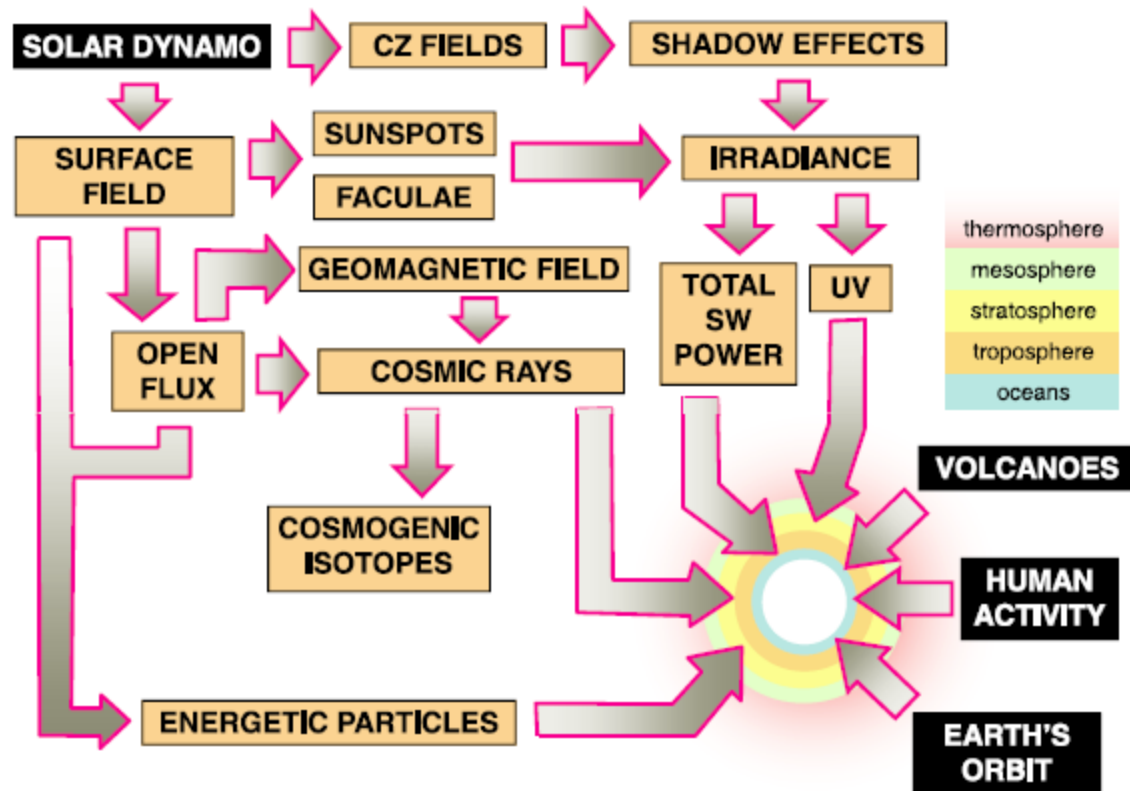 SOLAR DYNAMO
CZ FIELDS
SHADOW EFFECTS
SURFACE
FIELD
SUNSPOTS
FACULAE
IRRADIANCE
GEOMAGNETIC FIELD
TOTAL
SW
POWER
UV
thermosphere
mesosphere
stratosphere
troposphere
oceans
OPEN
FLUX
COSMIC RAYS
VOLCANOES
COSMOGENIC
ISOTOPES
HUMAN
ACTIVITY
ENERGETIC PARTICLES
EARTH'S
ORBIT